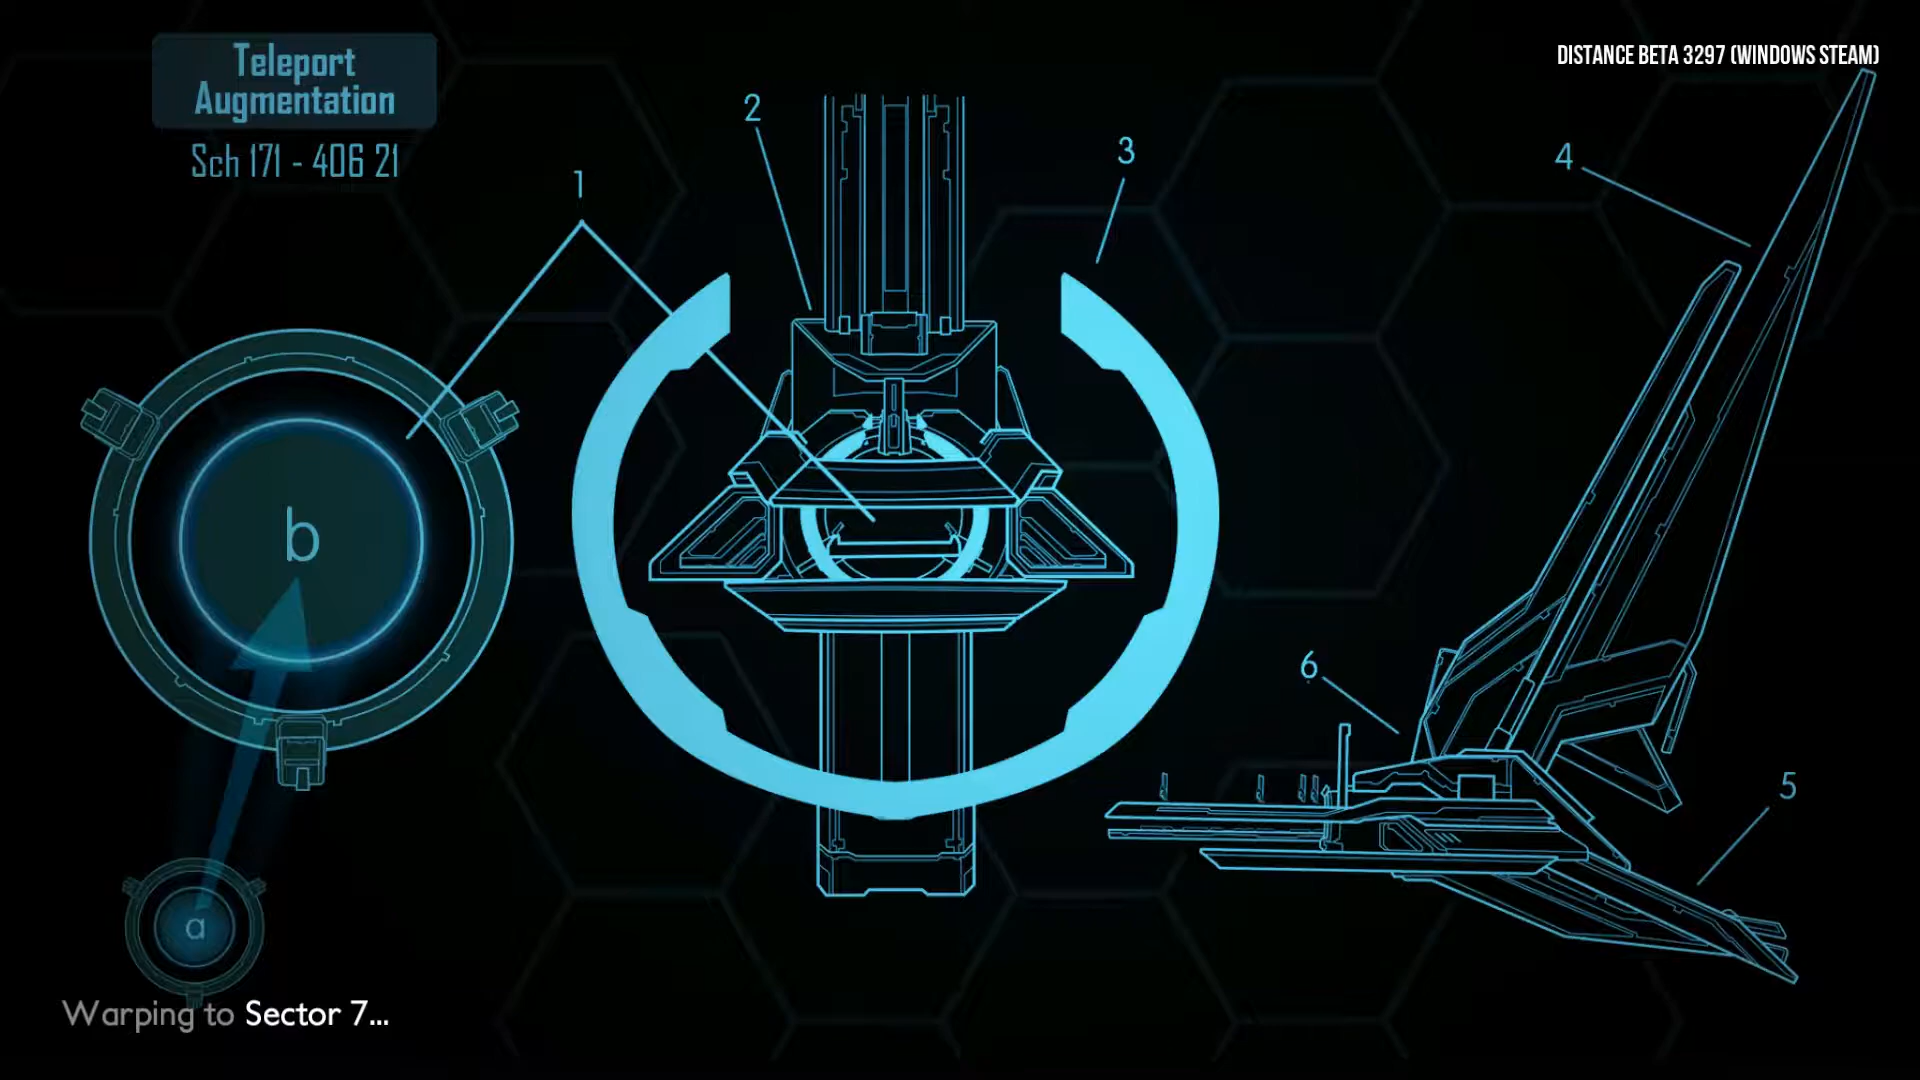 Teleport
Augmentation
Sch 171 - 406 21
DISTANCE BETA 3297 (WINDOWS STEAM)
1
2
3
4
5
6
b
a
Warping to Sector 7...